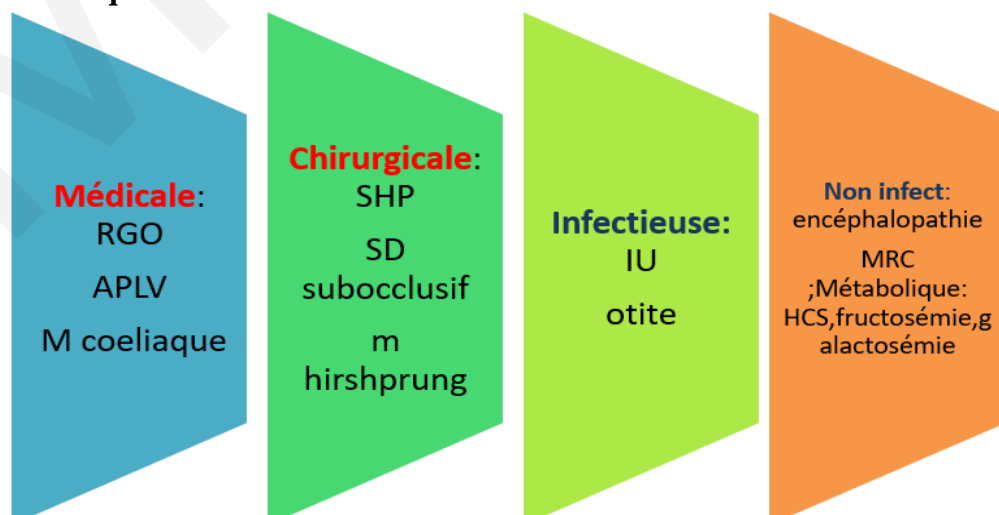 Médicale:
RGO
APLV
M coeliaque
Chirurgicale:
SHP
SD
subocclusif
m
hirshprung
Infectieuse:
IU
otite
Non infect:
encéphalopathie
MRC
;Métabolique:
HCS,fructosémie,g
alactosémie